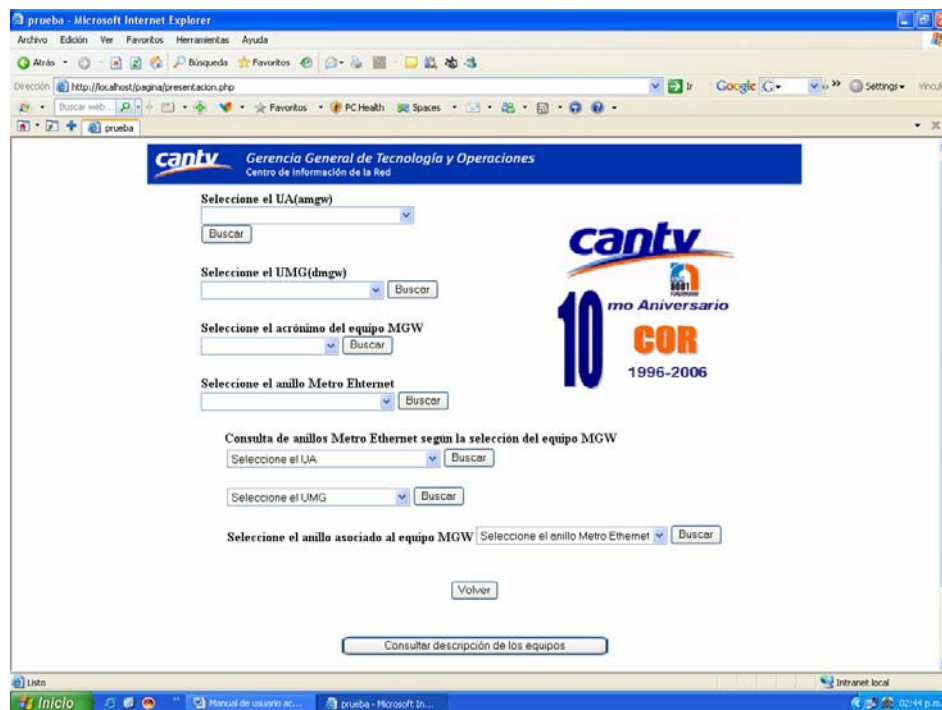 prueba - Microsoft Internet Explorer
Archivo Edición Ver Favoritos Herramientas Ayuda
Atrás Búsqueda Favoritos
Dirección http://localhost/pagina/presentacion.php Ir Google G Settings
Buscar web... Favoritos PC Health Spaces
prueba
cantv Gerencia General de Tecnología y Operaciones
Centro de Información de la Red
Seleccione el UA(amgw)
Buscar
Seleccione el UMG(dmgw)
Buscar
Seleccione el acrónimo del equipo MGW
Buscar
Seleccione el anillo Metro Ehternet
Buscar
cantv
10 mo Aniversario
COR
1996-2006
Consulta de anillos Metro Ethernet según la selección del equipo MGW
Seleccione el UA Buscar
Seleccione el UMG Buscar
Seleccione el anillo asociado al equipo MGW Seleccione el anillo Metro Ethernet Buscar
Volver
Consultar descripción de los equipos
Listo Intranet local
Inicio Manual de usuario ac... prueba - Microsoft In... 02:44 p.m.